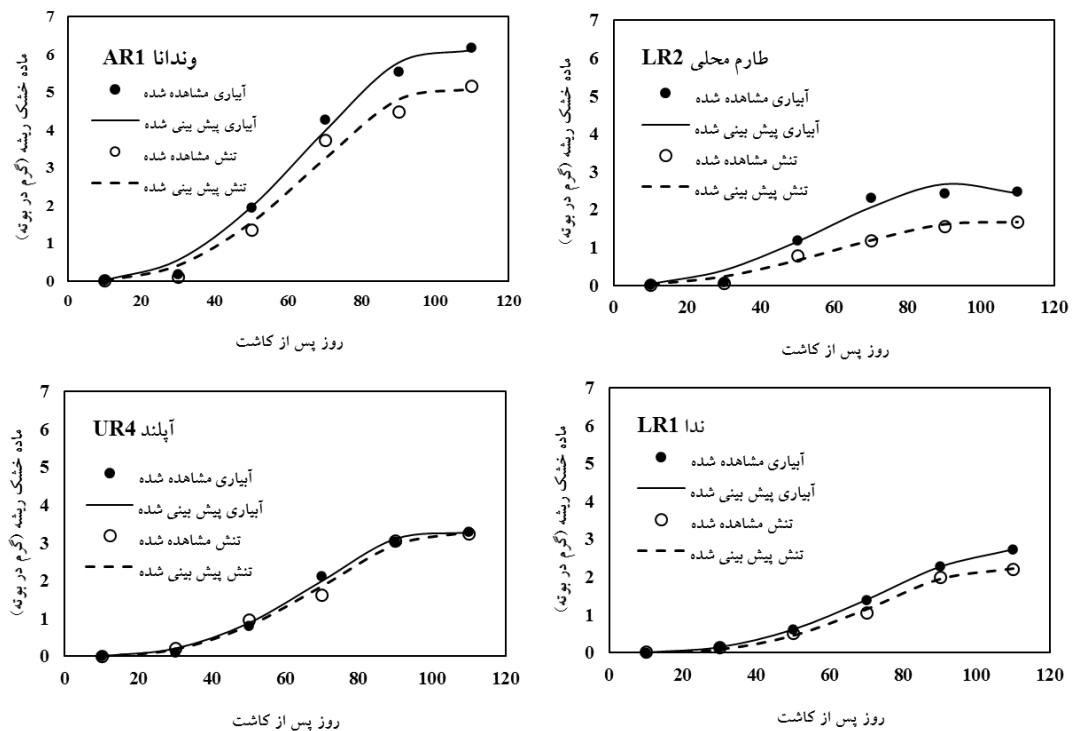 وندانا AR1
آبیاری مشاهده شده
آبیاری پیش بینی شده
تنش مشاهده شده
تنش پیش بینی شده
ماده خشک ریشه (گرم در بوته)
7
6
5
4
3
2
1
0
0 20 40 60 80 100 120
روز پس از کاشت
طارم محلی LR2
آبیاری مشاهده شده
آبیاری پیش بینی شده
تنش مشاهده شده
تنش پیش بینی شده
ماده خشک ریشه (گرم در بوته)
7
6
5
4
3
2
1
0
0 20 40 60 80 100 120
روز پس از کاشت
آپلند UR4
آبیاری مشاهده شده
آبیاری پیش بینی شده
تنش مشاهده شده
تنش پیش بینی شده
ماده خشک ریشه (گرم در بوته)
7
6
5
4
3
2
1
0
0 20 40 60 80 100 120
روز پس از کاشت
ندا LR1
آبیاری مشاهده شده
آبیاری پیش بینی شده
تنش مشاهده شده
تنش پیش بینی شده
ماده خشک ریشه (گرم در بوته)
7
6
5
4
3
2
1
0
0 20 40 60 80 100 120
روز پس از کاشت